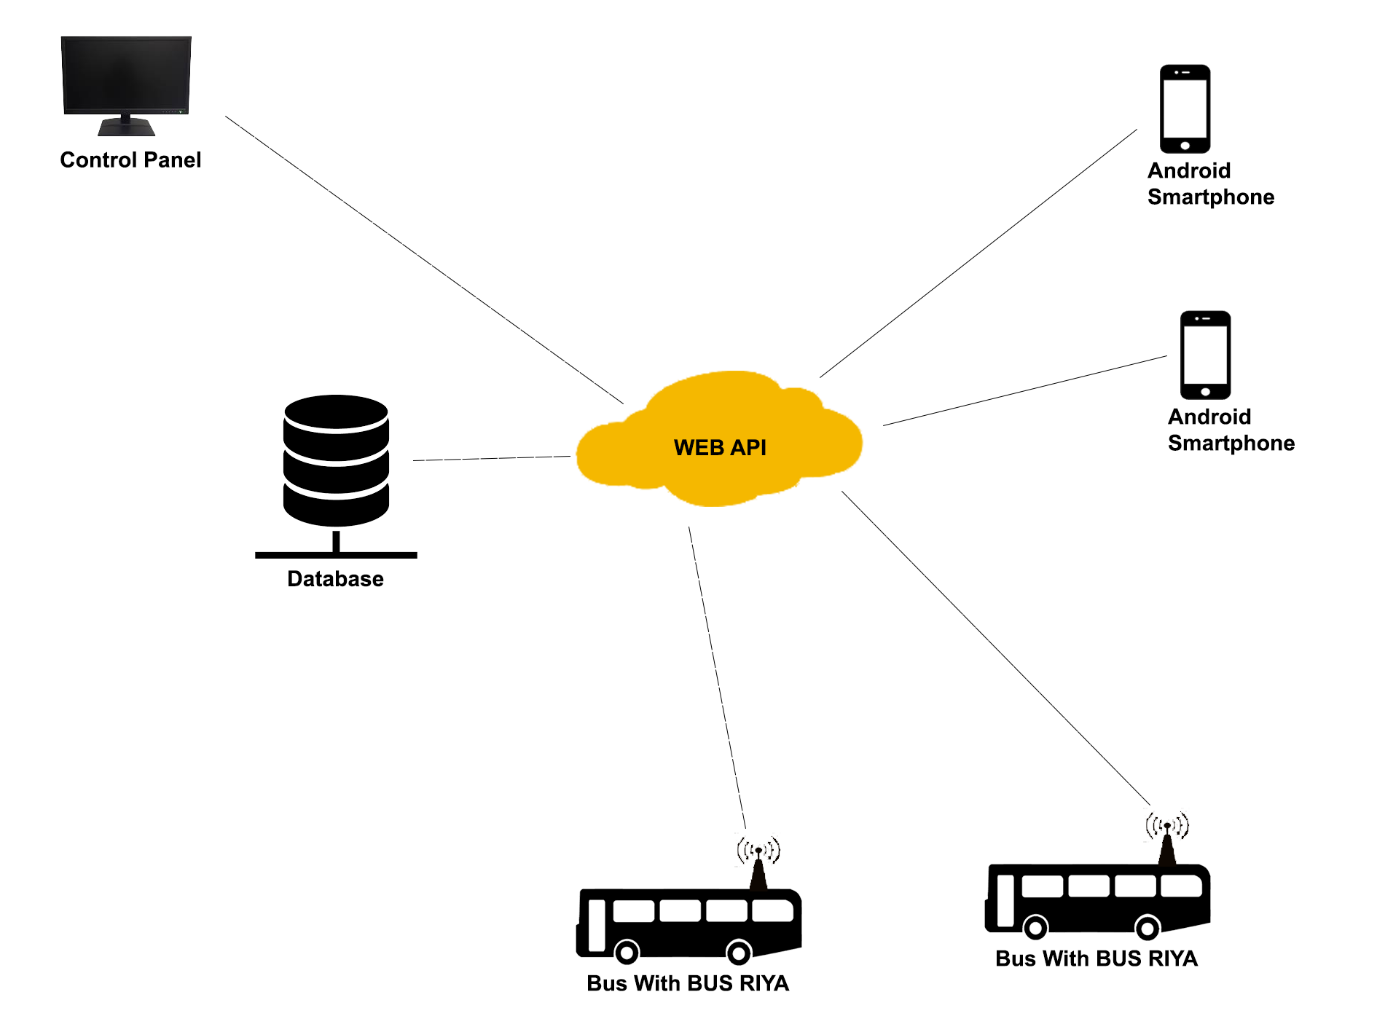 Control Panel
Android
Smartphone
Android
Smartphone
WEB API
Database
Bus With BUS RIYA
Bus With BUS RIYA